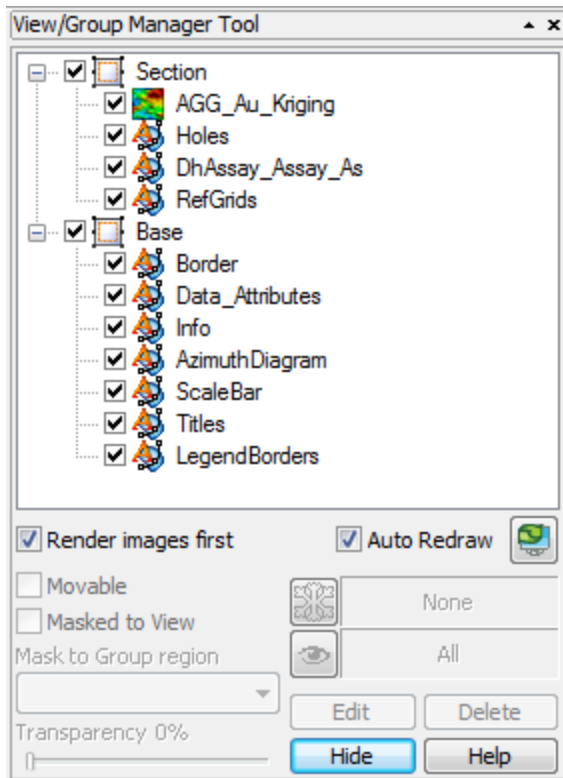 View/Group Manager Tool
Section
AGG_Au_Kriging
Holes
DhAssay_Assay_As
RefGrids
Base
Border
Data_Attributes
Info
AzimuthDiagram
ScaleBar
Titles
LegendBorders
Render images first Auto Redraw
Movable
None
Masked to View
Mask to Group region All
Edit Delete
Transparency 0%
Hide Help